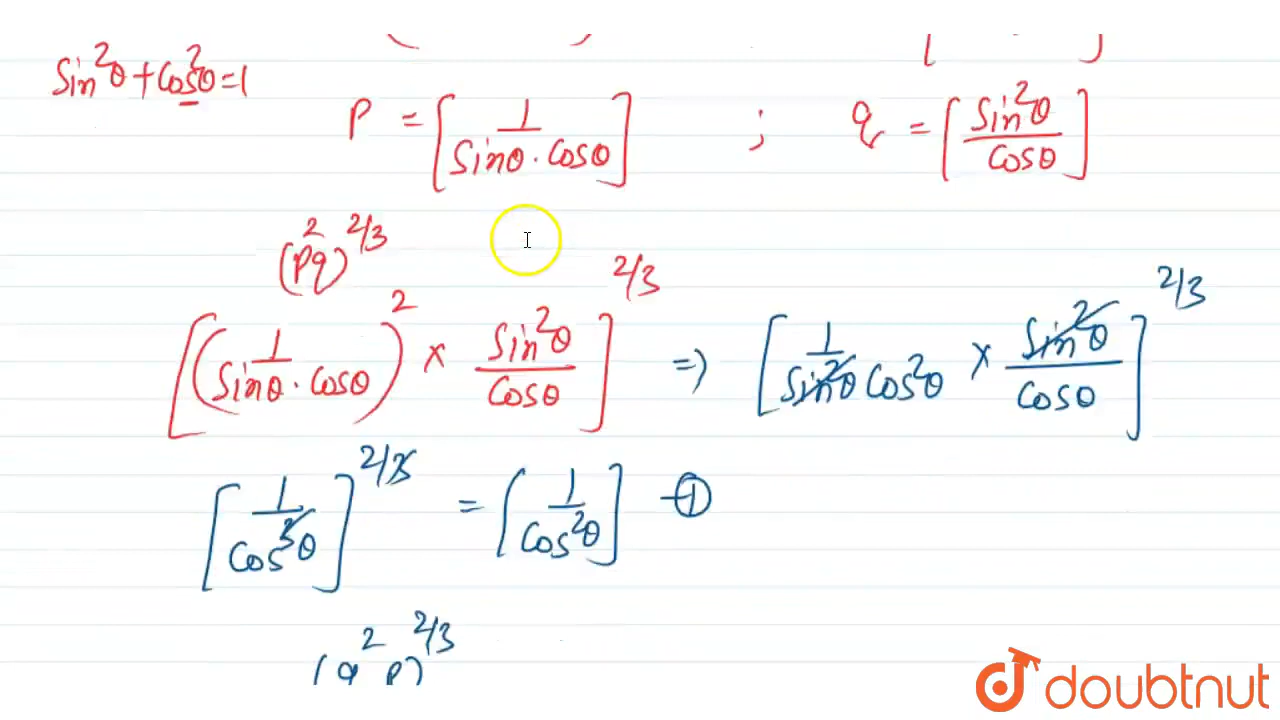 Sin²θ + Cos²θ = 1
P = [1/(Sinθ · Cosθ)] ; q = [Sin²θ/Cosθ]
(P²q)^2/3
[(1/(Sinθ · Cosθ))² × Sin²θ/Cosθ]^2/3 ⇒ [1/(Sin²θ Cos²θ) × Sin²θ/Cosθ]^2/3
[1/Cos³θ]^2/3 = [1/Cos²θ] — ①
(q² P)^2/3
doubtnut